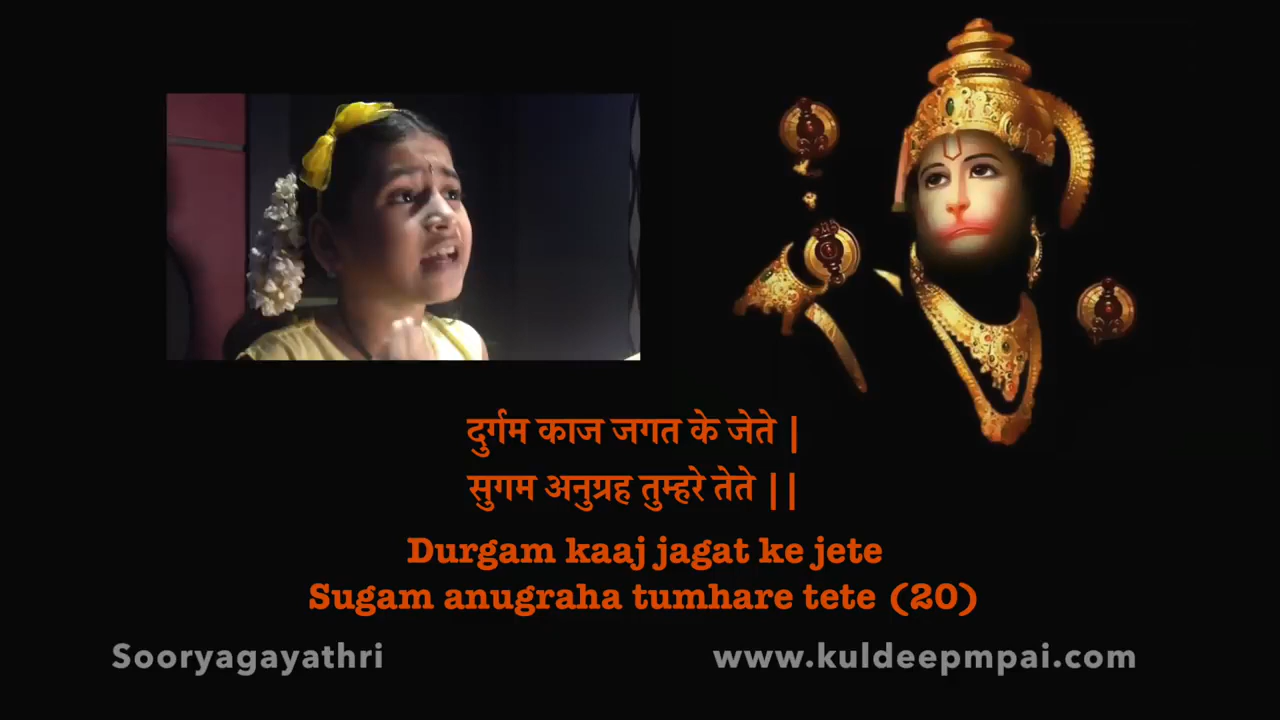 दुर्गम काज जगत के जेते |
सुगम अनुग्रह तुम्हरे तेते ||
Durgam kaaj jagat ke jete
Sugam anugraha tumhare tete (20)
Sooryagayathri
www.kuldeepmpai.com